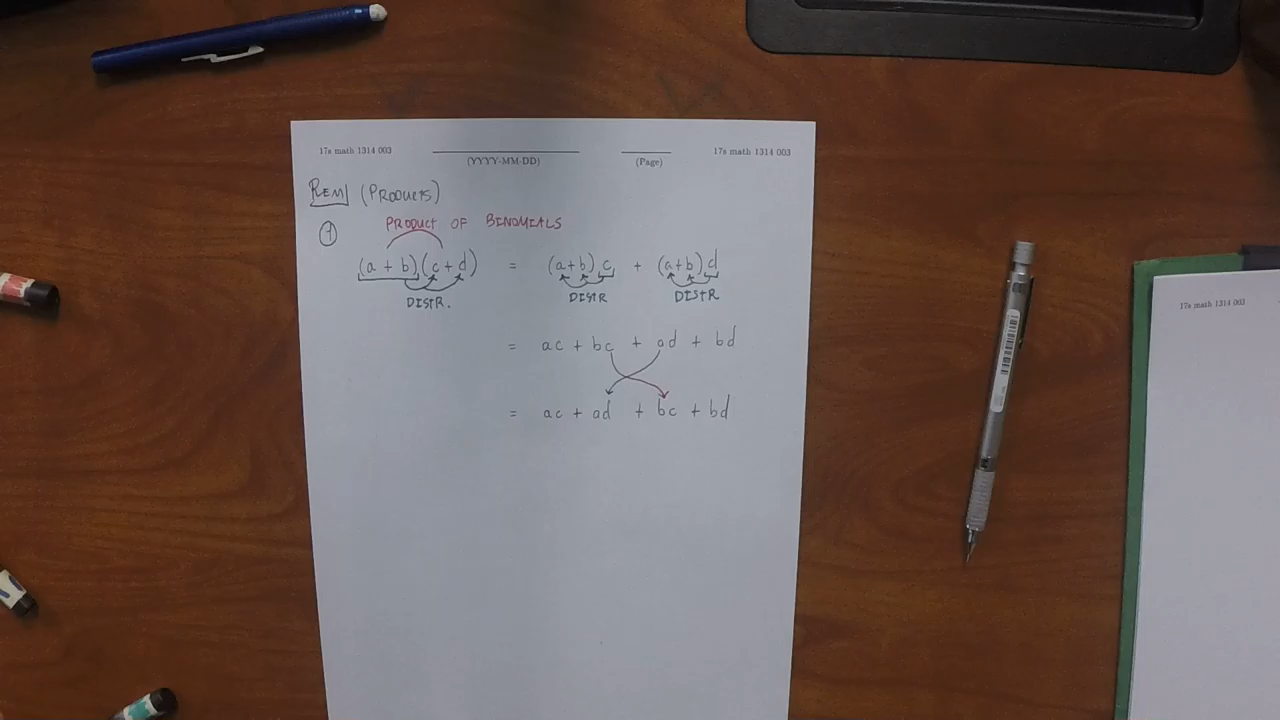 17s math 1314 003 (YYYY-MM-DD) (Page) 17s math 1314 003
REM (PRODUCTS)
1 PRODUCT OF BINOMIALS
(a + b)(c + d) = (a+b)c + (a+b)d
DISTR. DISTR DISTR
= ac + bc + ad + bd
= ac + ad + bc + bd
17s math 1314 003